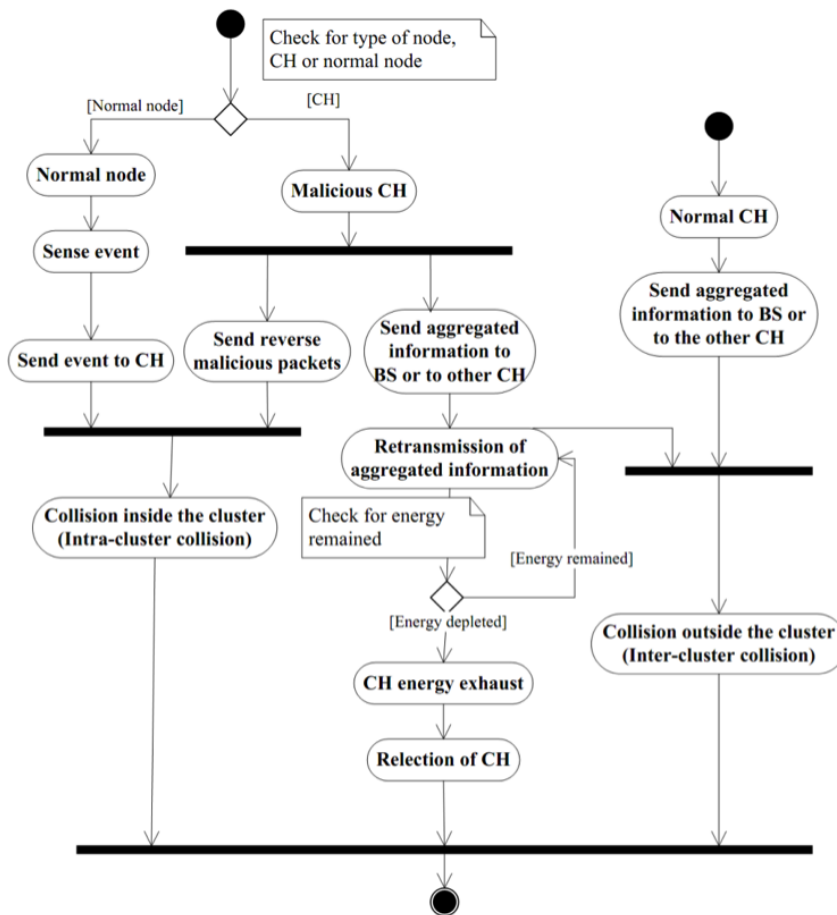 Check for type of node,
CH or normal node
[Normal node]
[CH]
Normal node
Malicious CH
Normal CH
Sense event
Send event to CH
Send reverse
malicious packets
Send aggregated
information to
BS or to other CH
Send aggregated
information to BS or
to the other CH
Retransmission of
aggregated information
Collision inside the cluster
(Intra-cluster collision)
Check for energy
remained
[Energy remained]
[Energy depleted]
Collision outside the cluster
(Inter-cluster collision)
CH energy exhaust
Relection of CH